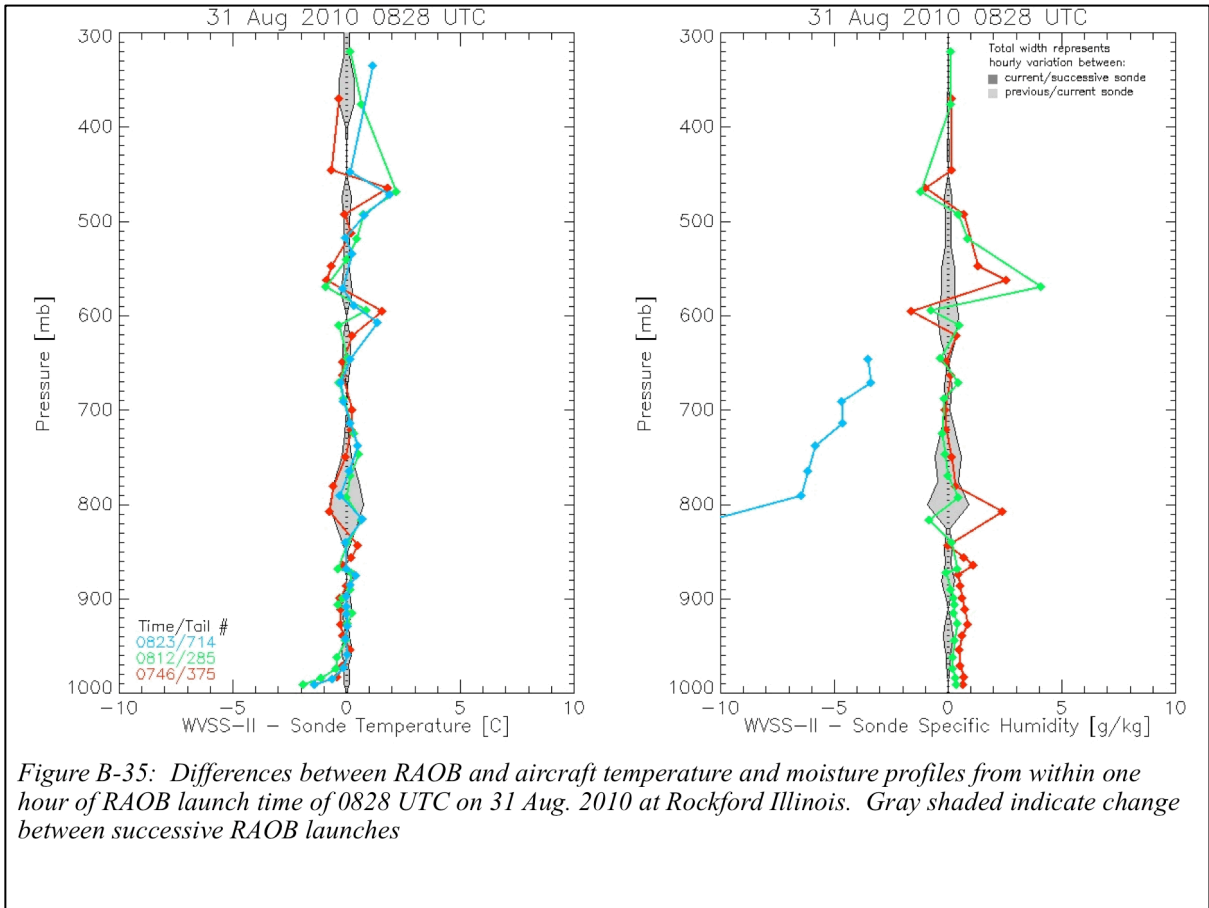 31 Aug 2010 0828 UTC
300
400
500
600
700
800
900
1000
Pressure [mb]
Time/Tail #
0823/714
0812/285
0746/375
-10
-5
0
5
10
WVSS-II - Sonde Temperature [C]
31 Aug 2010 0828 UTC
Total width represents
hourly variation between:
current/successive sonde
previous/current sonde
300
400
500
600
700
800
900
1000
Pressure [mb]
-10
-5
0
5
10
WVSS-II - Sonde Specific Humidity [g/kg]
Figure B-35: Differences between RAOB and aircraft temperature and moisture profiles from within one
hour of RAOB launch time of 0828 UTC on 31 Aug. 2010 at Rockford Illinois. Gray shaded indicate change
between successive RAOB launches